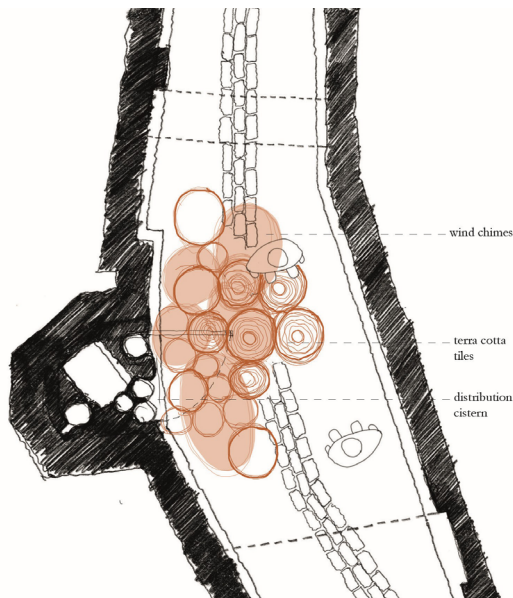 wind chimes
terra cotta
tiles
distribution
cistern